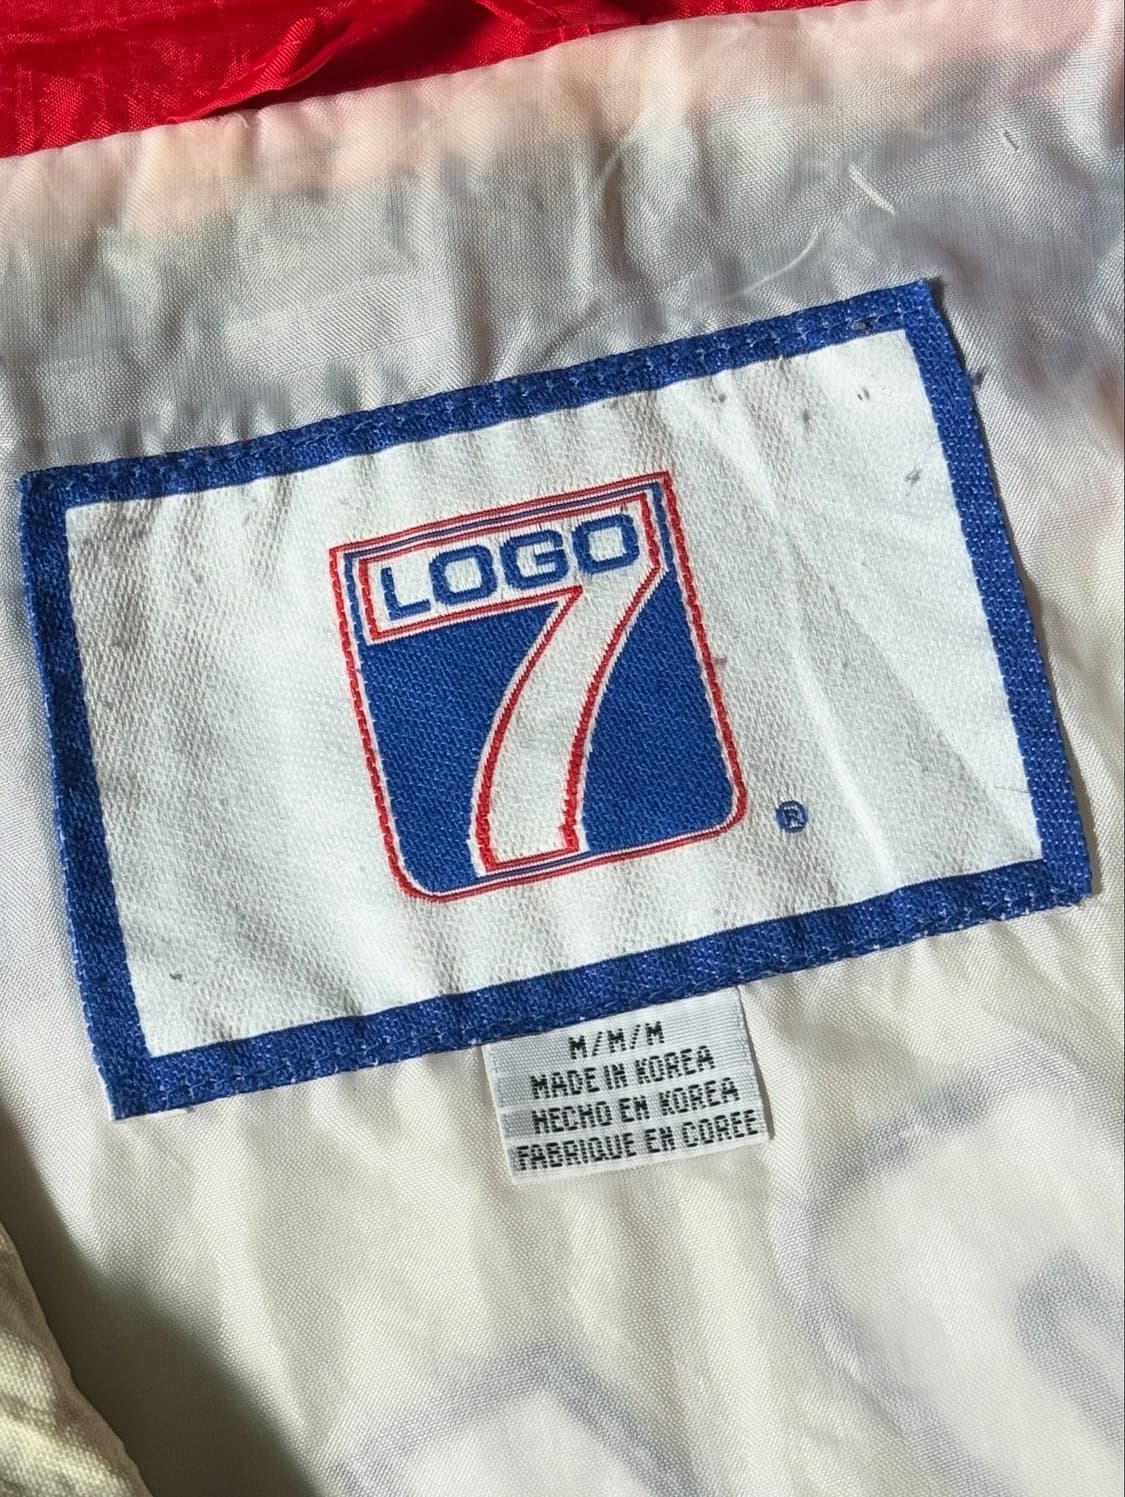 LOGO
7
®
M/M/M
MADE IN KOREA
HECHO EN KOREA
FABRIQUE EN COREE